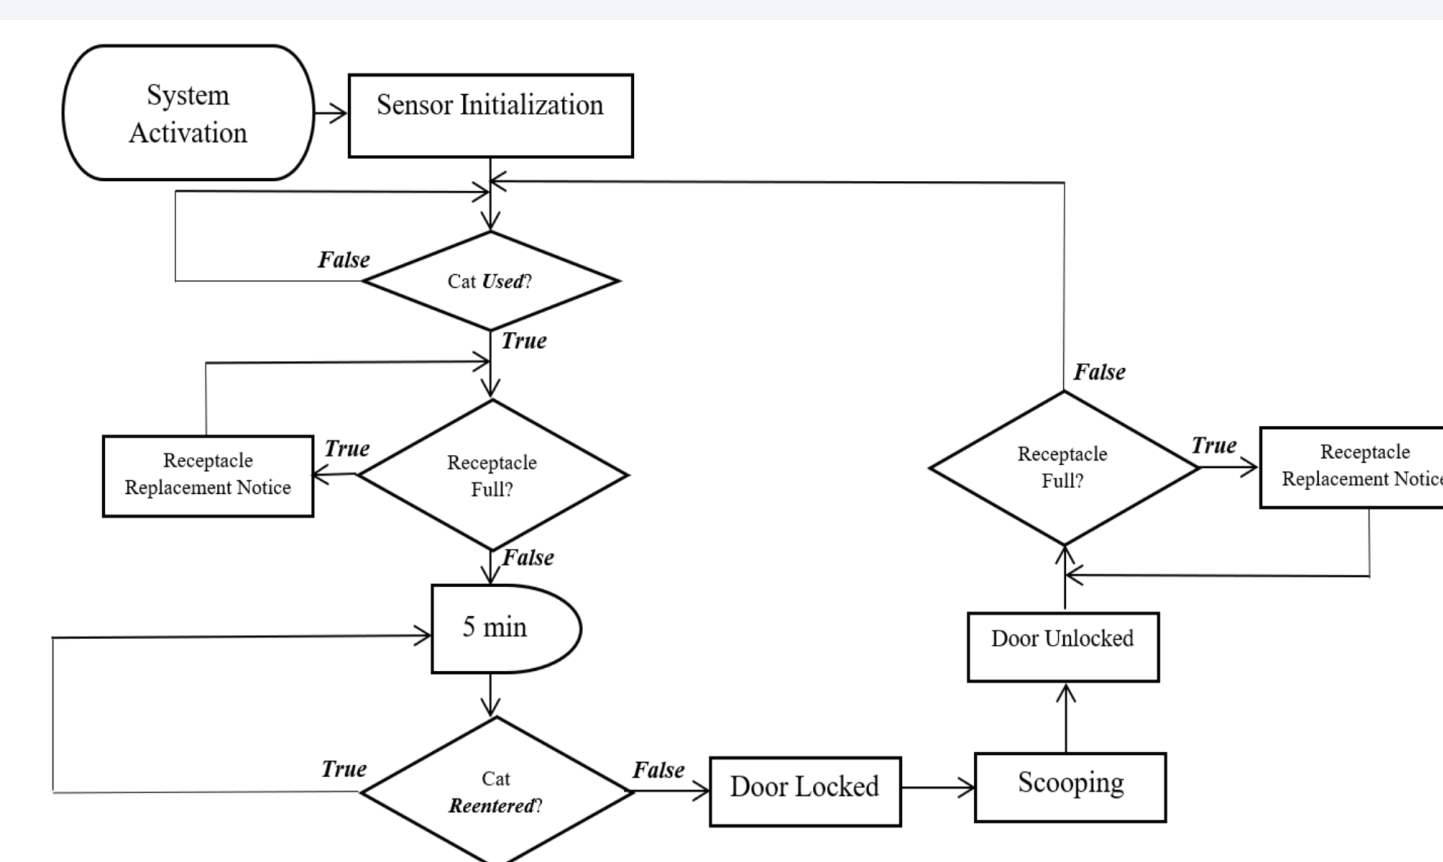 System
Activation
Sensor Initialization
False
Cat Used?
True
Receptacle
Replacement Notice
True
Receptacle
Full?
False
5 min
True
Cat
Reentered?
False
Door Locked
Scooping
Door Unlocked
Receptacle
Full?
False
True
Receptacle
Replacement Notice